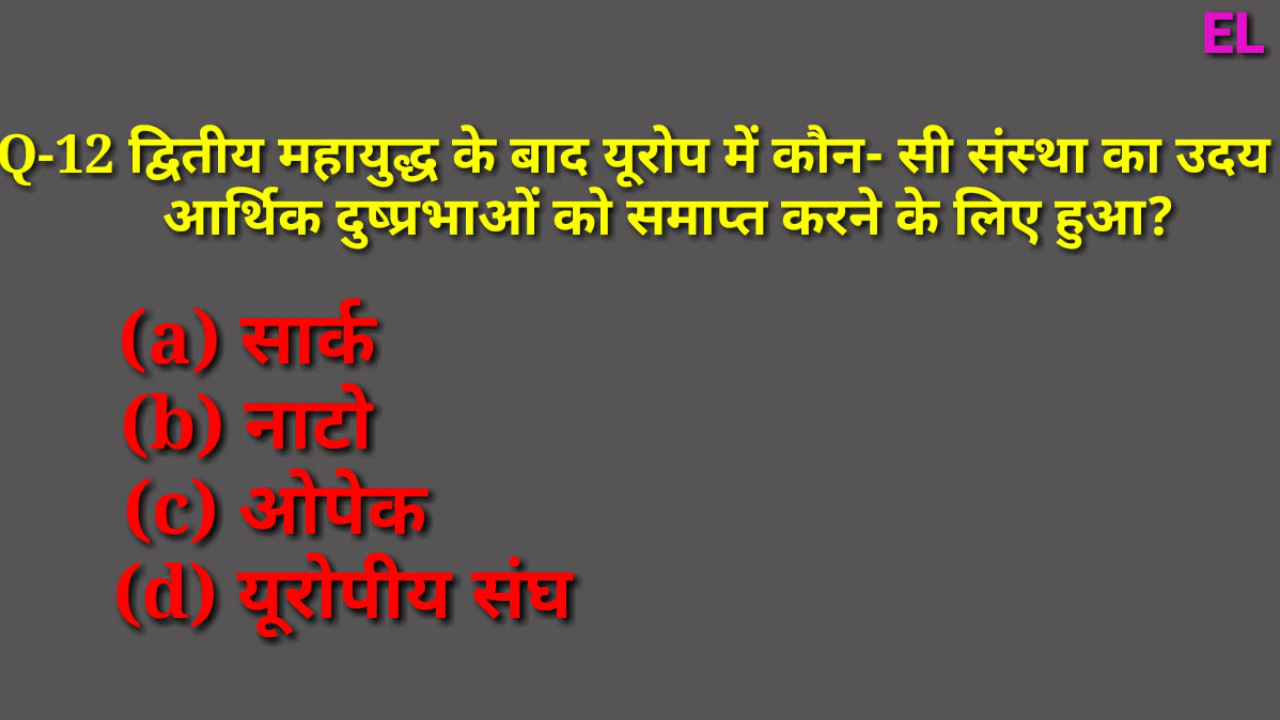 EL
Q-12 द्वितीय महायुद्ध के बाद यूरोप में कौन- सी संस्था का उदय
आर्थिक दुष्प्रभाओं को समाप्त करने के लिए हुआ?
(a) सार्क
(b) नाटो
(c) ओपेक
(d) यूरोपीय संघ